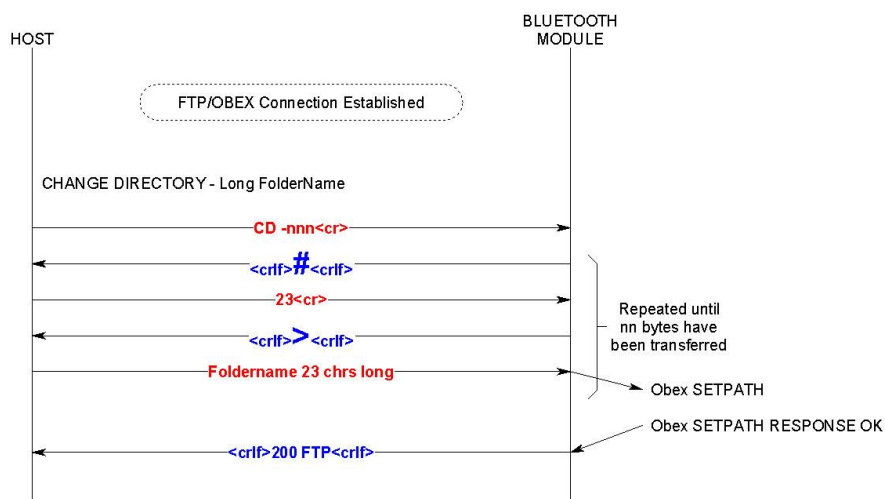 HOST
BLUETOOTH
MODULE
FTP/OBEX Connection Established
CHANGE DIRECTORY - Long FolderName
CD -nnn<cr>
<crlf>#<crlf>
23<cr>
Repeated until
nn bytes have
been transferred
<crlf>><crlf>
Foldername 23 chrs long
Obex SETPATH
Obex SETPATH RESPONSE OK
<crlf>200 FTP<crlf>